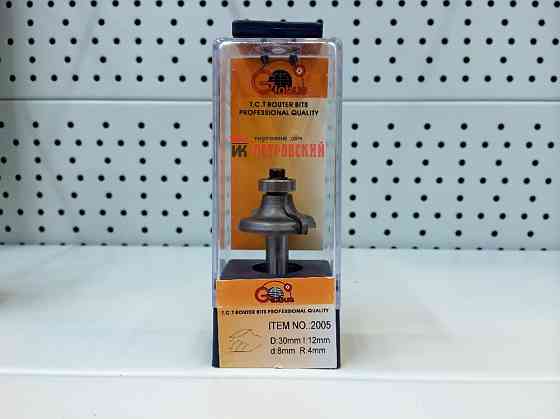 Globus
T.C.T ROUTER BITS
PROFESSIONAL QUALITY
торговый дом
ПЕТРОВСКИЙ
Globus
T.C.T ROUTER BITS PROFESSIONAL QUALITY
ITEM NO.:2005
D:30mm I:12mm
d:8mm R:4mm